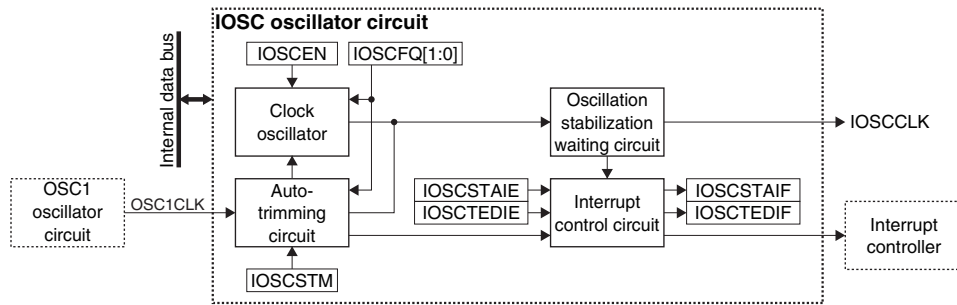 IOSC oscillator circuit
IOSCEN
IOSCFQ[1:0]
Internal data bus
Clock
oscillator
Oscillation
stabilization
waiting circuit
IOSCCLK
OSC1
oscillator
circuit
OSC1CLK
Auto-
trimming
circuit
IOSCSTAIE
IOSCTEDIE
Interrupt
control circuit
IOSCSTAIF
IOSCTEDIF
Interrupt
controller
IOSCSTM